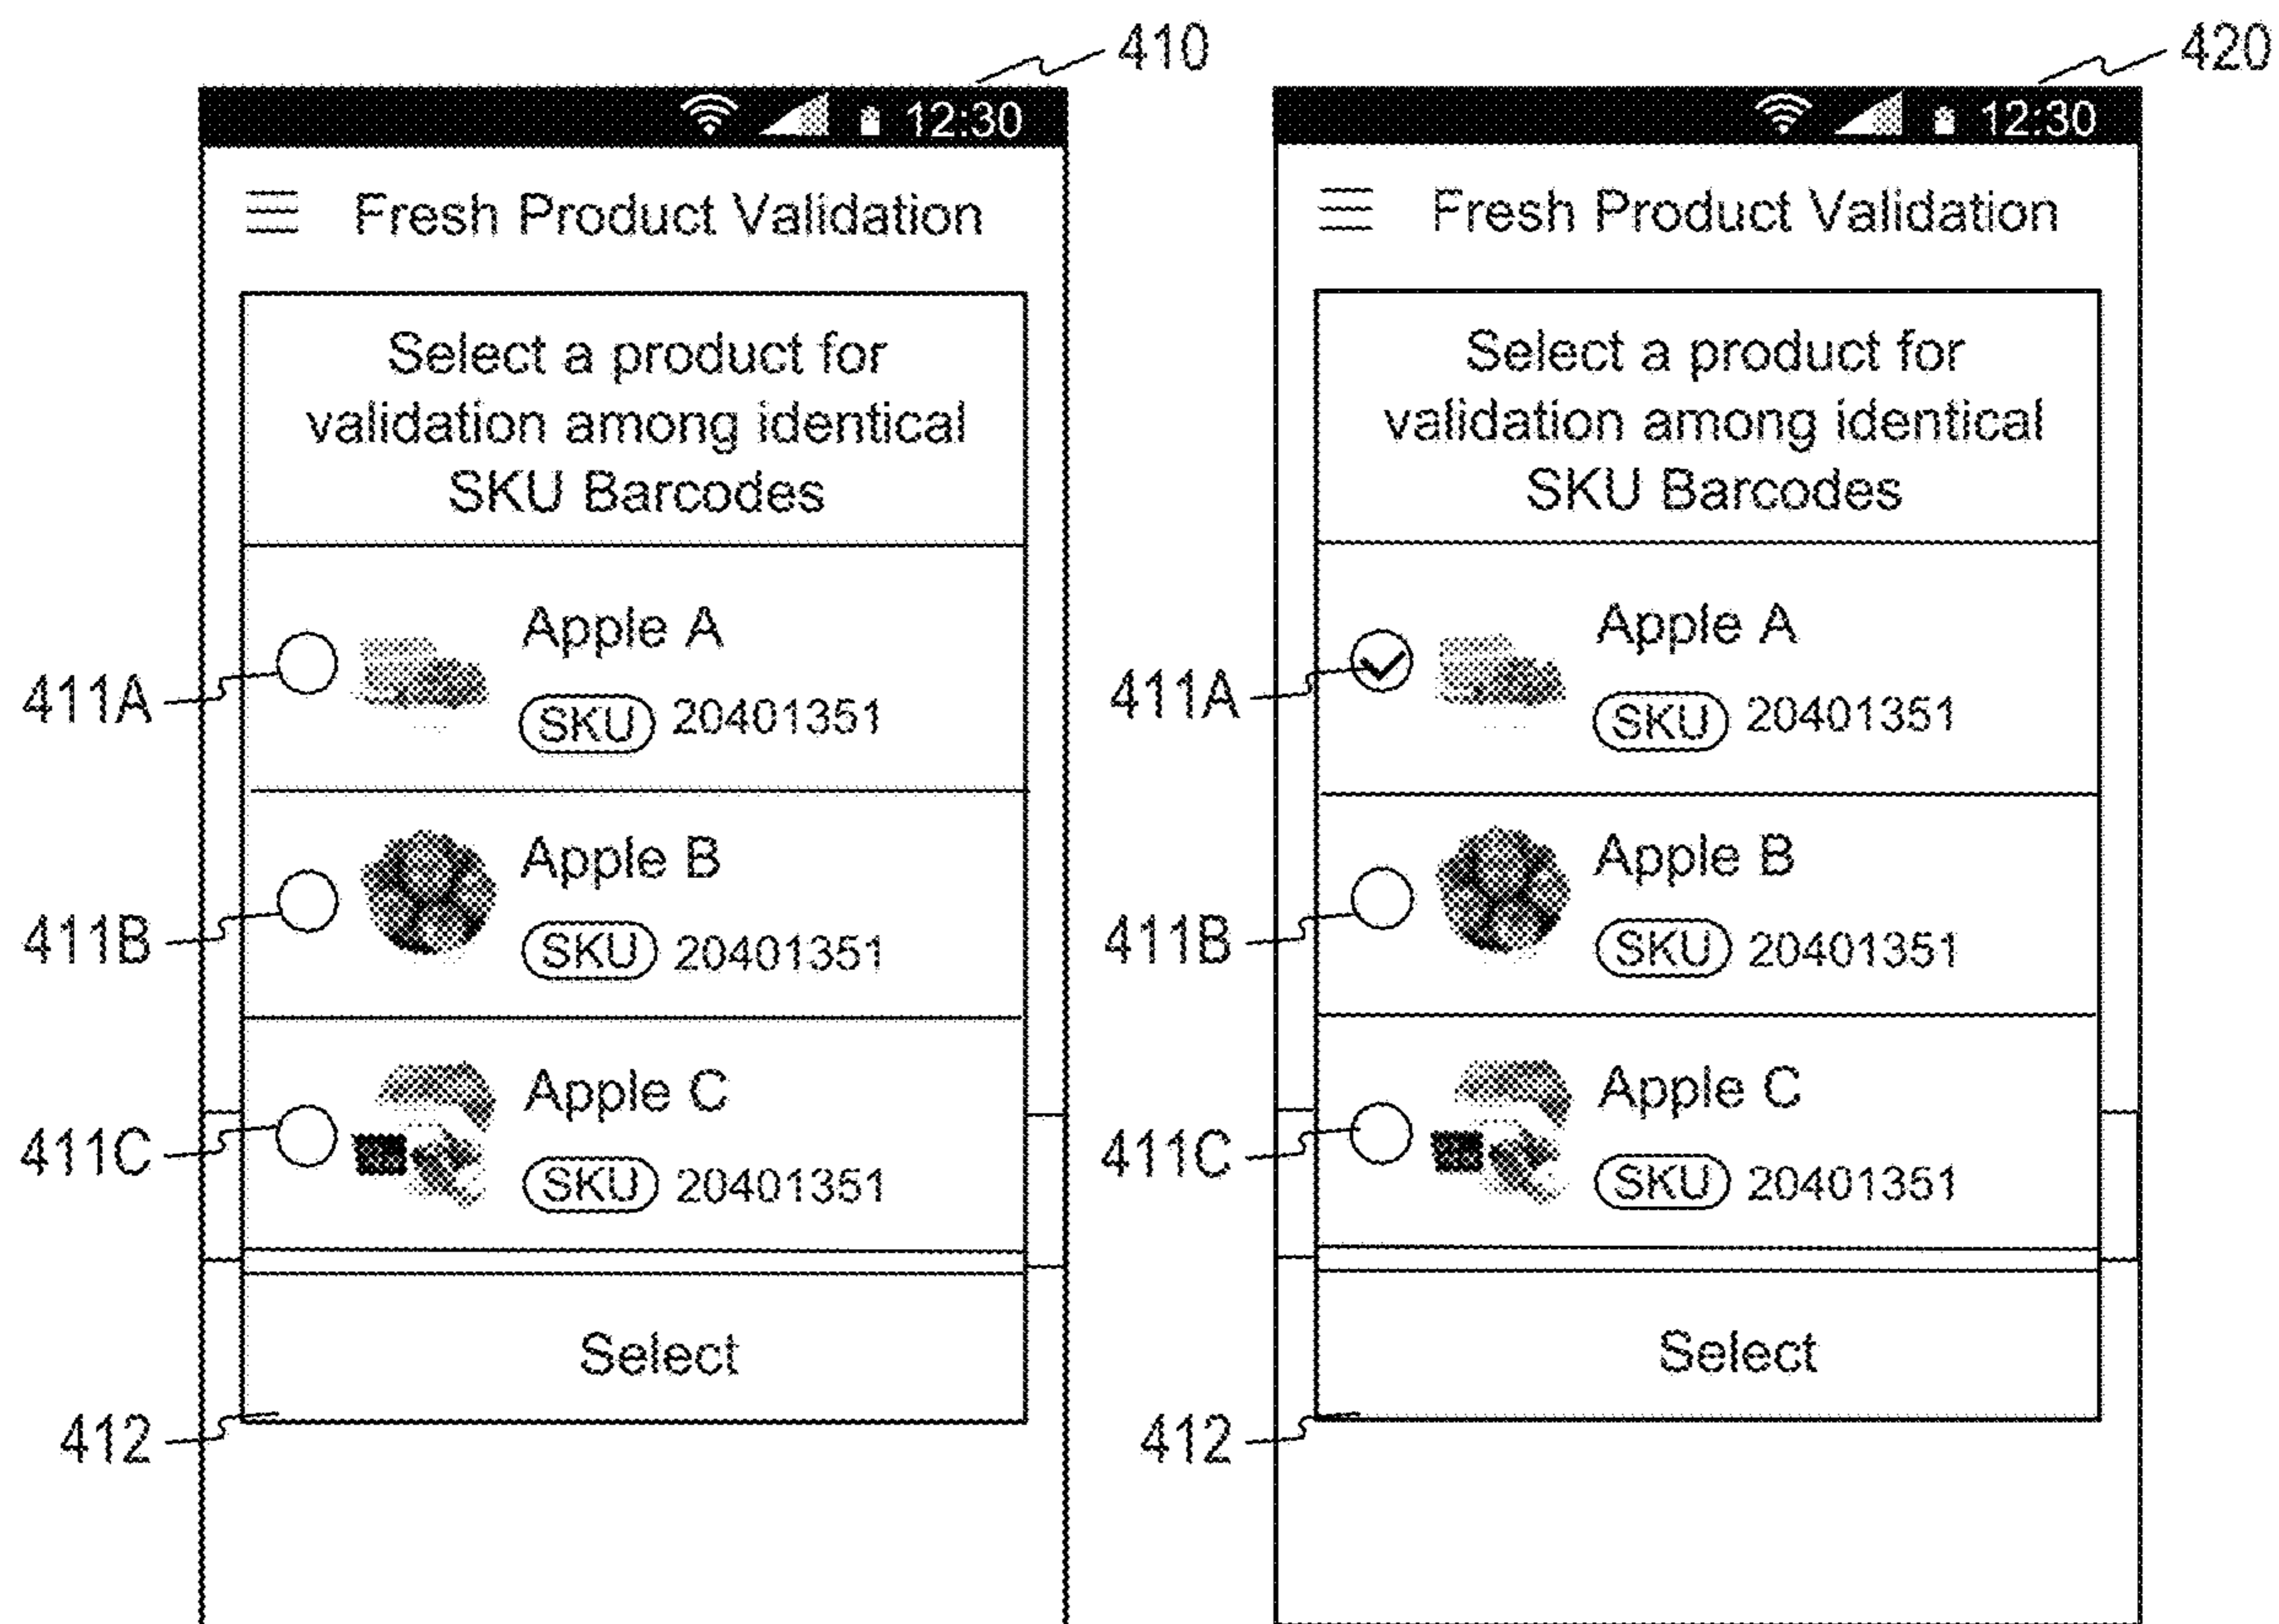 410
12:30
Fresh Product Validation
Select a product for
validation among identical
SKU Barcodes
411A
Apple A
SKU 20401351
411B
Apple B
SKU 20401351
411C
Apple C
SKU 20401351
Select
412
420
12:30
Fresh Product Validation
Select a product for
validation among identical
SKU Barcodes
411A
Apple A
SKU 20401351
411B
Apple B
SKU 20401351
411C
Apple C
SKU 20401351
Select
412